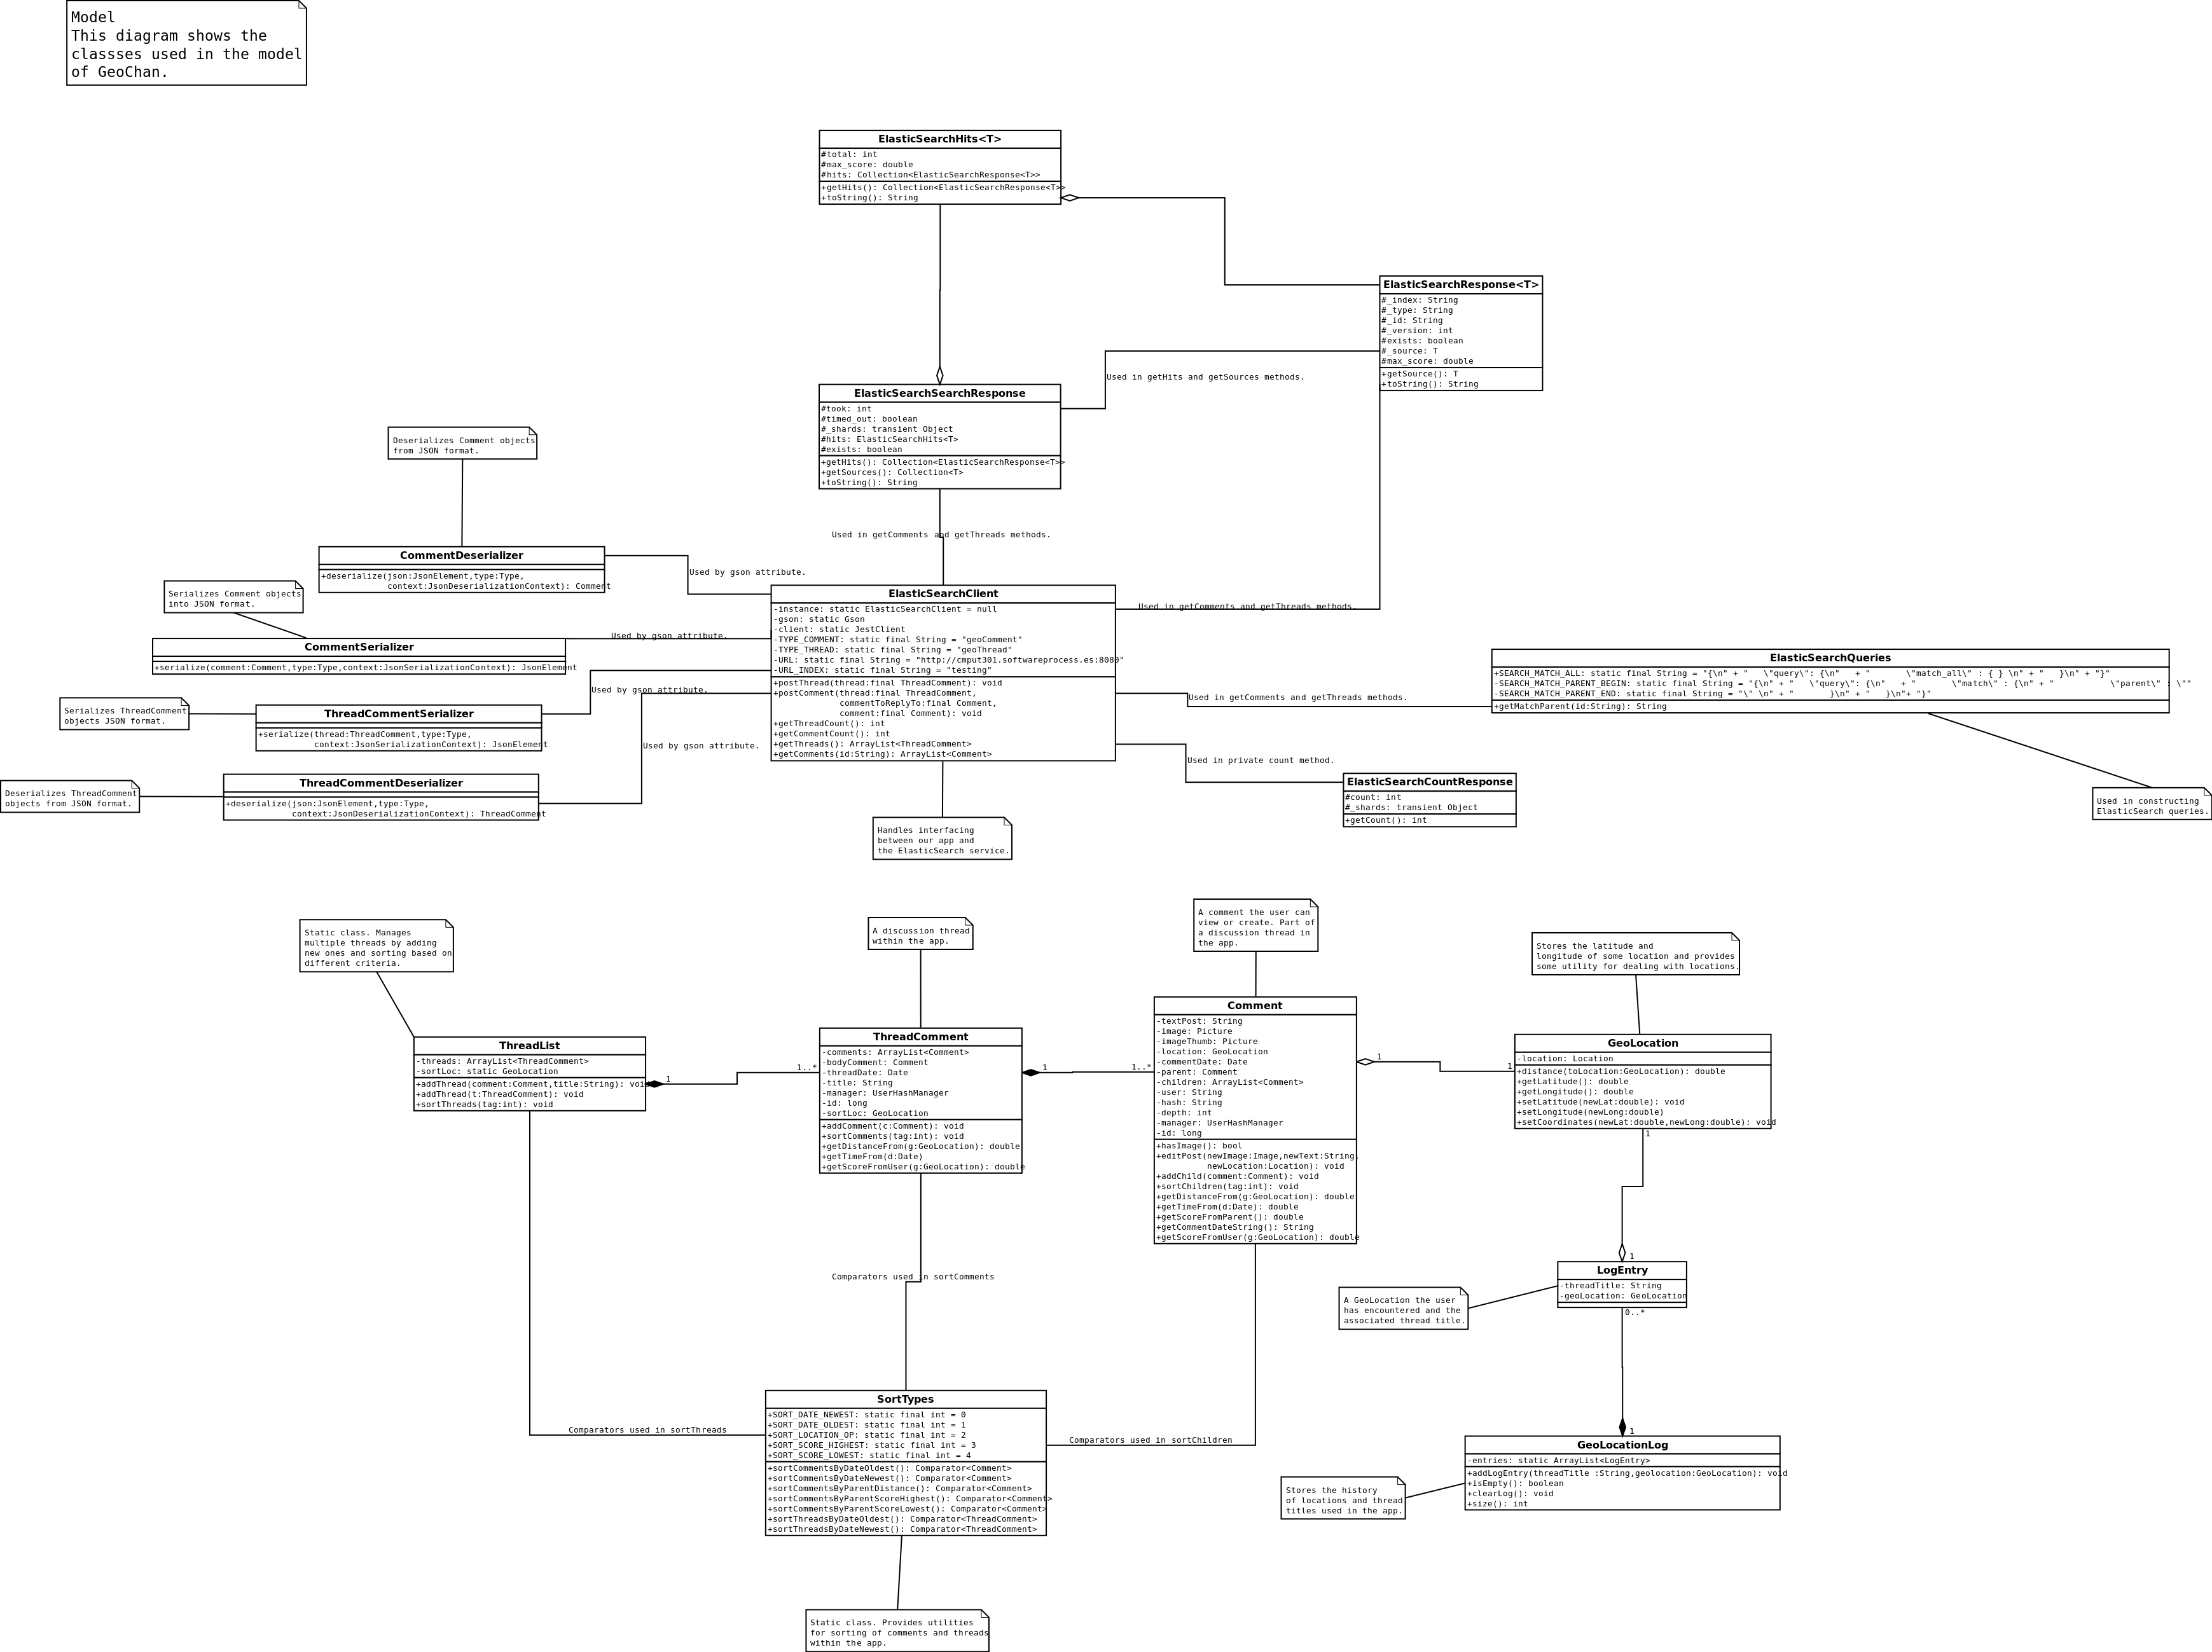 Model
This diagram shows the
classses used in the model
of GeoChan.
ElasticSearchHits<T>
#total: int
#max_score: double
#hits: Collection<ElasticSearchResponse<T>>
+getHits(): Collection<ElasticSearchResponse<T>>
+toString(): String
ElasticSearchResponse<T>
#_index: String
#_type: String
#_id: String
#_version: int
#exists: boolean
#_source: T
#max_score: double
+getSource(): T
+toString(): String
Used in getHits and getSources methods.
ElasticSearchSearchResponse
#took: int
#timed_out: boolean
#_shards: transient Object
#hits: ElasticSearchHits<T>
#exists: boolean
+getHits(): Collection<ElasticSearchResponse<T>>
+getSources(): Collection<T>
+toString(): String
Used in getComments and getThreads methods.
Deserializes Comment objects
from JSON format.
CommentDeserializer
+deserialize(json:JsonElement,type:Type,
context:JsonDeserializationContext): Comment
Used by gson attribute.
Serializes Comment objects
into JSON format.
CommentSerializer
+serialize(comment:Comment,type:Type,context:JsonSerializationContext): JsonElement
Used by gson attribute.
Serializes ThreadComment
objects JSON format.
ThreadCommentSerializer
+serialize(thread:ThreadComment,type:Type,
context:JsonSerializationContext): JsonElement
Used by gson attribute.
Deserializes ThreadComment
objects from JSON format.
ThreadCommentDeserializer
+deserialize(json:JsonElement,type:Type,
context:JsonDeserializationContext): ThreadComment
Used by gson attribute.
ElasticSearchClient
-instance: static ElasticSearchClient = null
-gson: static Gson
-client: static JestClient
-TYPE_COMMENT: static final String = "geoComment"
-TYPE_THREAD: static final String = "geoThread"
-URL: static final String = "http://cmput301.softwareprocess.es:8080"
-URL_INDEX: static final String = "testing"
+postThread(thread:final ThreadComment): void
+postComment(thread:final ThreadComment,
commentToReplyTo:final Comment,
comment:final Comment): void
+getThreadCount(): int
+getCommentCount(): int
+getThreads(): ArrayList<ThreadComment>
+getComments(id:String): ArrayList<Comment>
Used in getComments and getThreads methods.
Used in getComments and getThreads methods.
ElasticSearchQueries
+SEARCH_MATCH_ALL: static final String = "{\n" + "   \"query\": {\n"   + "       \"match_all\" : { } \n" + "   }\n" + "}"
-SEARCH_MATCH_PARENT_BEGIN: static final String = "{\n" + "   \"query\": {\n"   + "       \"match\" : {\n" + "           \"parent\" : \""
-SEARCH_MATCH_PARENT_END: static final String = "\" \n" + "       }\n" + "   }\n"+ "}"
+getMatchParent(id:String): String
Used in private count method.
ElasticSearchCountResponse
#count: int
#_shards: transient Object
+getCount(): int
Used in constructing
ElasticSearch queries.
Handles interfacing
between our app and
the ElasticSearch service.
Static class. Manages
multiple threads by adding
new ones and sorting based on
different criteria.
A discussion thread
within the app.
A comment the user can
view or create. Part of
a discussion thread in
the app.
Stores the latitude and
longitude of some location and provides
some utility for dealing with locations.
ThreadList
-threads: ArrayList<ThreadComment>
-sortLoc: static GeoLocation
+addThread(comment:Comment,title:String): void
+addThread(t:ThreadComment): void
+sortThreads(tag:int): void
1
1..*
ThreadComment
-comments: ArrayList<Comment>
-bodyComment: Comment
-threadDate: Date
-title: String
-manager: UserHashManager
-id: long
-sortLoc: GeoLocation
+addComment(c:Comment): void
+sortComments(tag:int): void
+getDistanceFrom(g:GeoLocation): double
+getTimeFrom(d:Date)
+getScoreFromUser(g:GeoLocation): double
1
1..*
Comment
-textPost: String
-image: Picture
-imageThumb: Picture
-location: GeoLocation
-commentDate: Date
-parent: Comment
-children: ArrayList<Comment>
-user: String
-hash: String
-depth: int
-manager: UserHashManager
-id: long
+hasImage(): bool
+editPost(newImage:Image,newText:String,
newLocation:Location): void
+addChild(comment:Comment): void
+sortChildren(tag:int): void
+getDistanceFrom(g:GeoLocation): double
+getTimeFrom(d:Date): double
+getScoreFromParent(): double
+getCommentDateString(): String
+getScoreFromUser(g:GeoLocation): double
1
1
GeoLocation
-location: Location
+distance(toLocation:GeoLocation): double
+getLatitude(): double
+getLongitude(): double
+setLatitude(newLat:double): void
+setLongitude(newLong:double)
+setCoordinates(newLat:double,newLong:double): void
1
1
LogEntry
-threadTitle: String
-geoLocation: GeoLocation
0..*
A GeoLocation the user
has encountered and the
associated thread title.
Comparators used in sortComments
Comparators used in sortThreads
Comparators used in sortChildren
SortTypes
+SORT_DATE_NEWEST: static final int = 0
+SORT_DATE_OLDEST: static final int = 1
+SORT_LOCATION_OP: static final int = 2
+SORT_SCORE_HIGHEST: static final int = 3
+SORT_SCORE_LOWEST: static final int = 4
+sortCommentsByDateOldest(): Comparator<Comment>
+sortCommentsByDateNewest(): Comparator<Comment>
+sortCommentsByParentDistance(): Comparator<Comment>
+sortCommentsByParentScoreHighest(): Comparator<Comment>
+sortCommentsByParentScoreLowest(): Comparator<Comment>
+sortThreadsByDateOldest(): Comparator<ThreadComment>
+sortThreadsByDateNewest(): Comparator<ThreadComment>
1
GeoLocationLog
-entries: static ArrayList<LogEntry>
+addLogEntry(threadTitle :String,geolocation:GeoLocation): void
+isEmpty(): boolean
+clearLog(): void
+size(): int
Stores the history
of locations and thread
titles used in the app.
Static class. Provides utilities
for sorting of comments and threads
within the app.